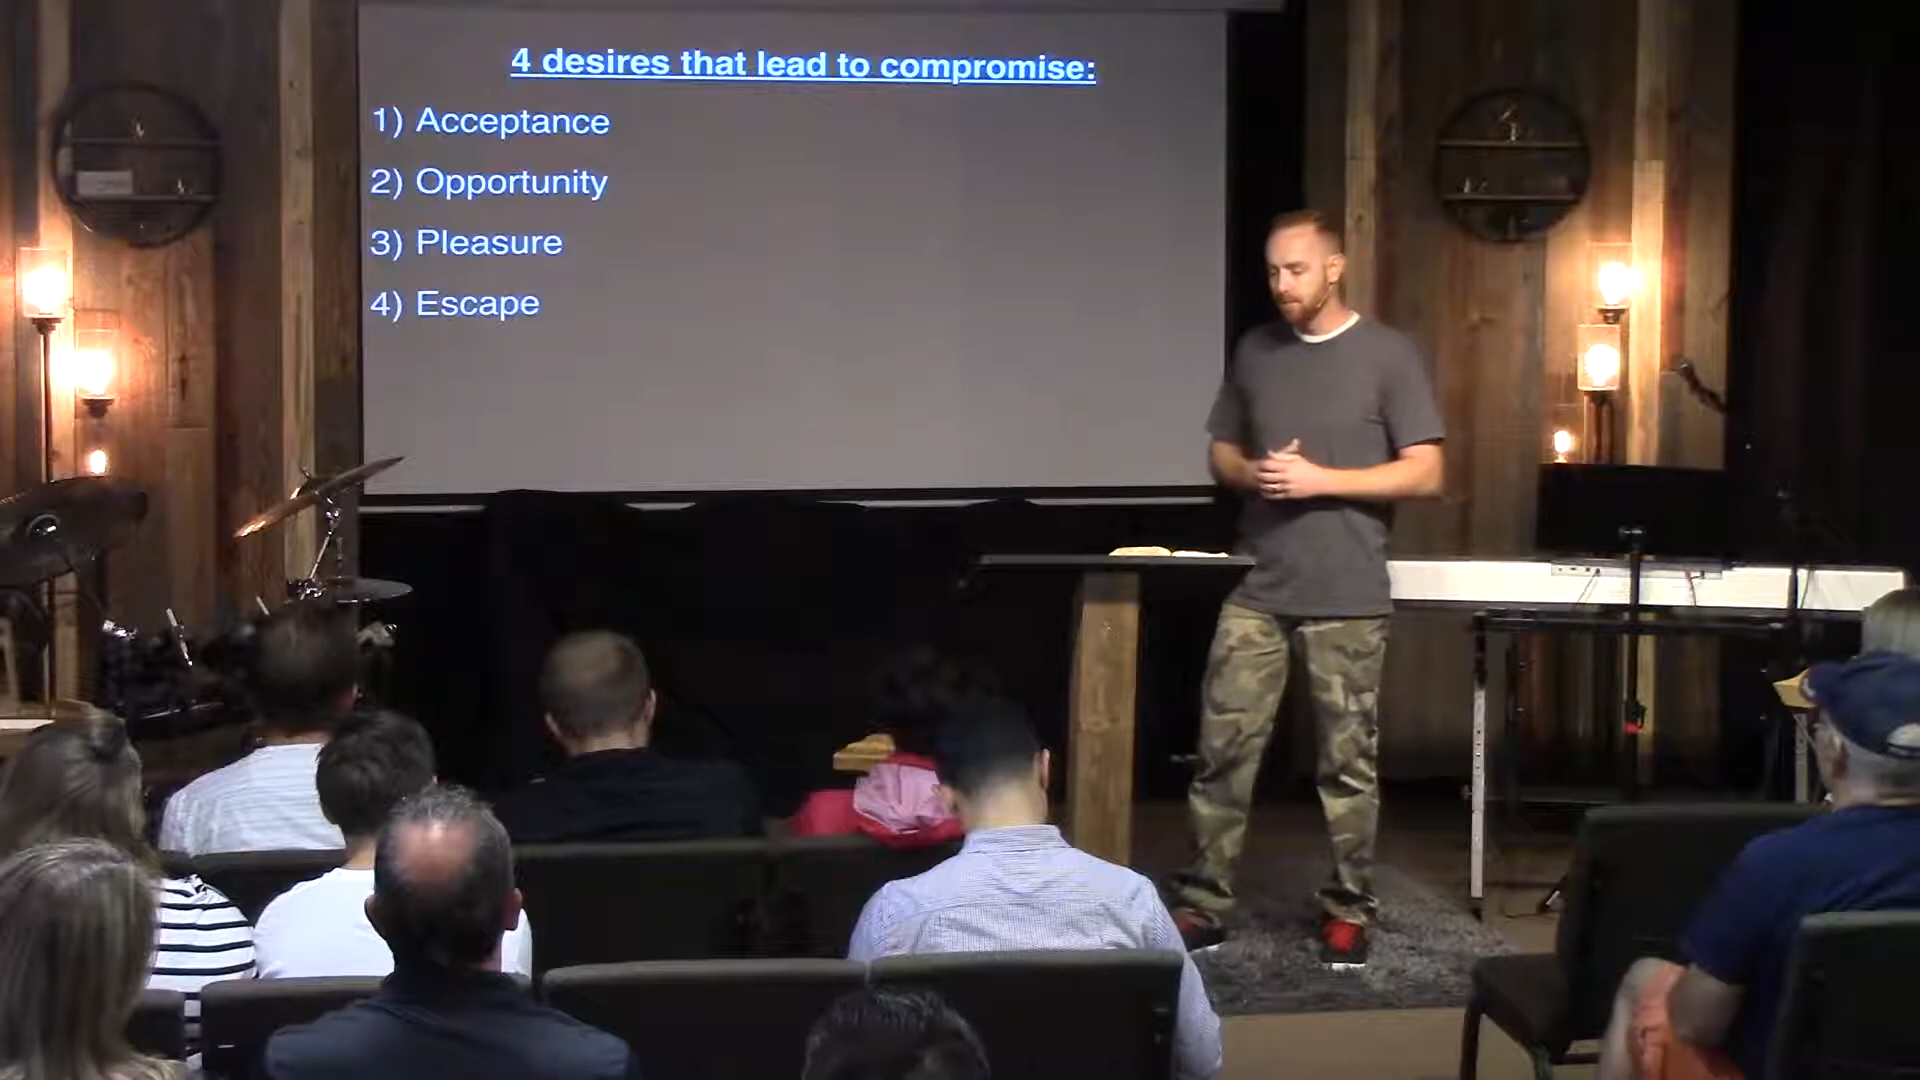 4 desires that lead to compromise:
1) Acceptance
2) Opportunity
3) Pleasure
4) Escape